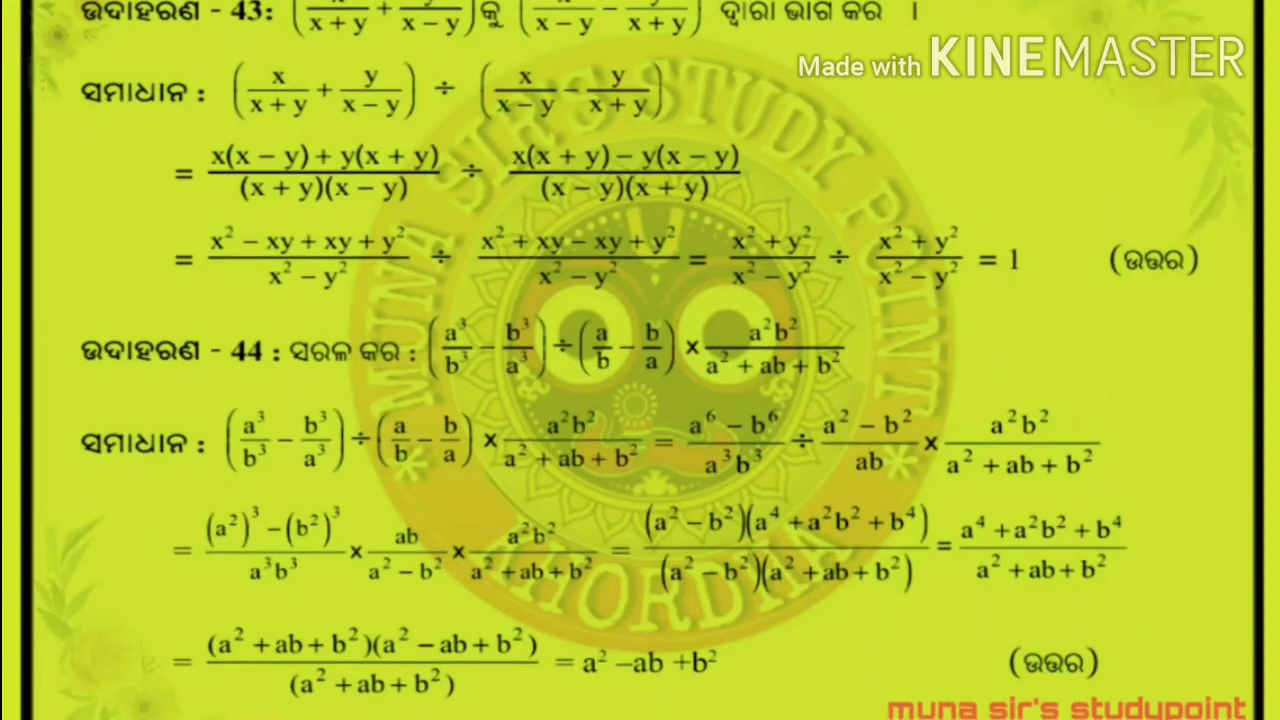 ଉଦାହରଣ - 43: (x/(x + y) + y/(x − y)) କୁ (x/(x − y) − y/(x + y)) ଦ୍ୱାରା ଭାଗ କର ।
Made with KINEMASTER
ସମାଧାନ : (x/(x + y) + y/(x − y)) ÷ (x/(x − y) − y/(x + y))
= (x(x − y) + y(x + y))/((x + y)(x − y)) ÷ (x(x + y) − y(x − y))/((x − y)(x + y))
= (x² − xy + xy + y²)/(x² − y²) ÷ (x² + xy − xy + y²)/(x² − y²) = (x² + y²)/(x² − y²) ÷ (x² + y²)/(x² − y²) = 1 (ଉତ୍ତର)
ଉଦାହରଣ - 44 : ସରଳ କର : (a³/b³ − b³/a³) ÷ (a/b − b/a) × a²b²/(a² + ab + b²)
ସମାଧାନ : (a³/b³ − b³/a³) ÷ (a/b − b/a) × a²b²/(a² + ab + b²) = (a⁶ − b⁶)/(a³b³) ÷ (a² − b²)/(ab) × a²b²/(a² + ab + b²)
= ((a²)³ − (b²)³)/(a³b³) × ab/(a² − b²) × a²b²/(a² + ab + b²) = ((a² − b²)(a⁴ + a²b² + b⁴))/((a² − b²)(a² + ab + b²)) = (a⁴ + a²b² + b⁴)/(a² + ab + b²)
= ((a² + ab + b²)(a² − ab + b²))/((a² + ab + b²)) = a² −ab +b² (ଉତ୍ତର)
MUNA SIR'S STUDY POINT
* KHORDHA *
muna sir's studypoint